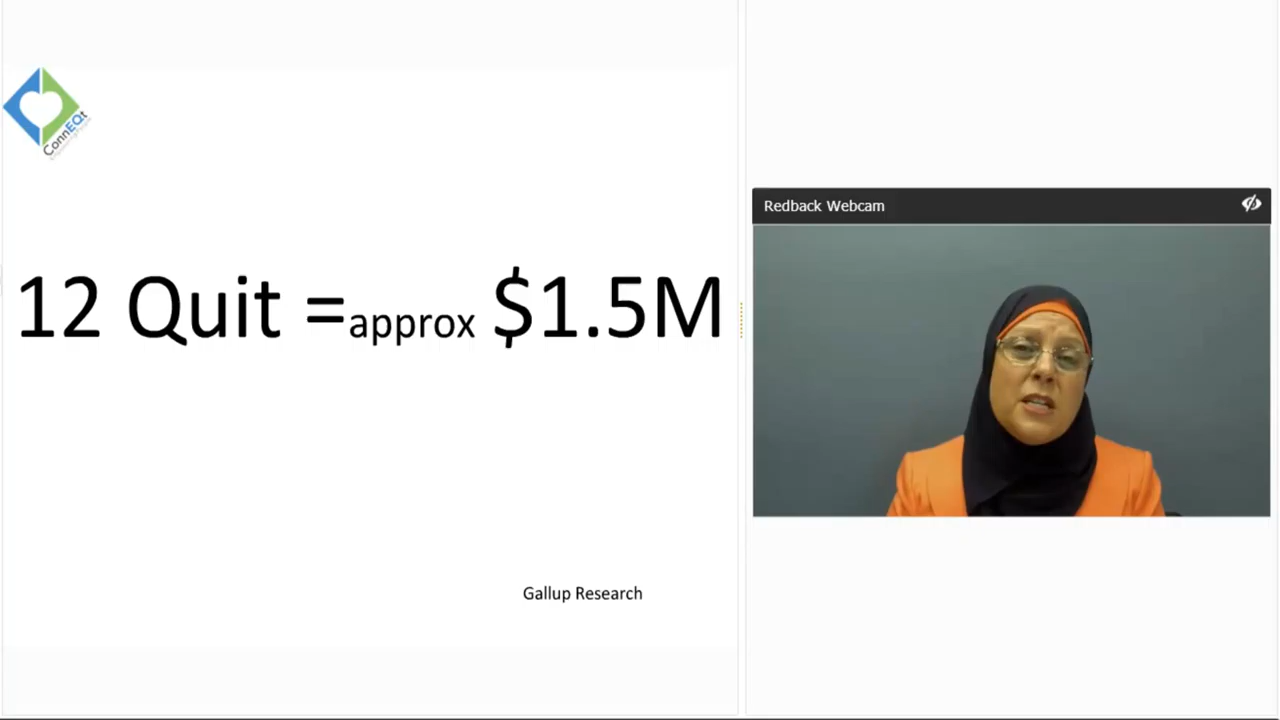 ConnEQt
12 Quit =approx $1.5M
Gallup Research
Redback Webcam